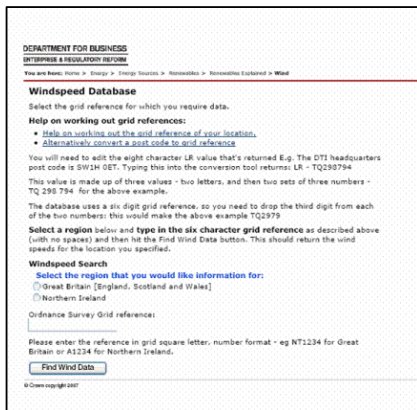 DEPARTMENT FOR BUSINESS
ENTERPRISE & REGULATORY REFORM
You are here: Home > Energy > Energy Sources > Renewables > Renewables Explained > Wind
Windspeed Database
Select the grid reference for which you require data.
Help on working out grid references:
• Help on working out the grid reference of your location.
• Alternatively convert a post code to grid reference
You will need to edit the eight character LR value that's returned E.g. The DTI headquarters
post code is SW1H 0ET. Typing this into the conversion tool returns: LR - TQ298794
This value is made up of three values - two letters, and then two sets of three numbers -
TQ 298 794 for the above example.
The database uses a six digit grid reference, so you need to drop the third digit from each
of the two numbers: this would make the above example TQ2979
Select a region below and type in the six character grid reference as described above
(with no spaces) and then hit the Find Wind Data button. This should return the wind
speeds for the location you specified.
Windspeed Search
Select the region that you would like information for:
Great Britain [England, Scotland and Wales]
Northern Ireland
Ordnance Survey Grid reference:
Please enter the reference in grid square letter, number format - eg NT1234 for Great
Britain or A1234 for Northern Ireland.
Find Wind Data
© Crown copyright 2007